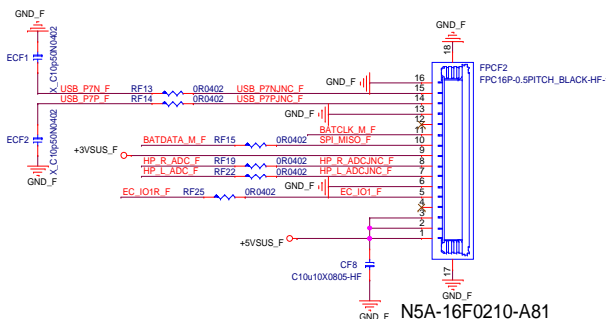 GND_F
GND_F
ECF1
X_C10p50N0402
18
FPCF2
FPC16P-0.5PITCH_BLACK-HF-
GND_F
16
USB_P7N_F RF13 0R0402 USB_P7NJNC_F
15
USB_P7P_F RF14 0R0402 USB_P7PJNC_F
14
GND_F
13
12
ECF2
X_C10p50N0402
BATCLK_M_F
11
BATDATA_M_F RF15 0R0402 SPI_MISO_F
10
+3VSUS_F
9
HP_R_ADC_F RF19 0R0402 HP_R_ADCJNC_F
8
HP_L_ADC_F RF22 0R0402 HP_L_ADCJNC_F
7
GND_F
GND_F
6
EC_IO1R_F RF25 0R0402 EC_IO1_F
5
4
3
2
+5VSUS_F
1
CF8
C10u10X0805-HF
17
GND_F
GND_F
N5A-16F0210-A81